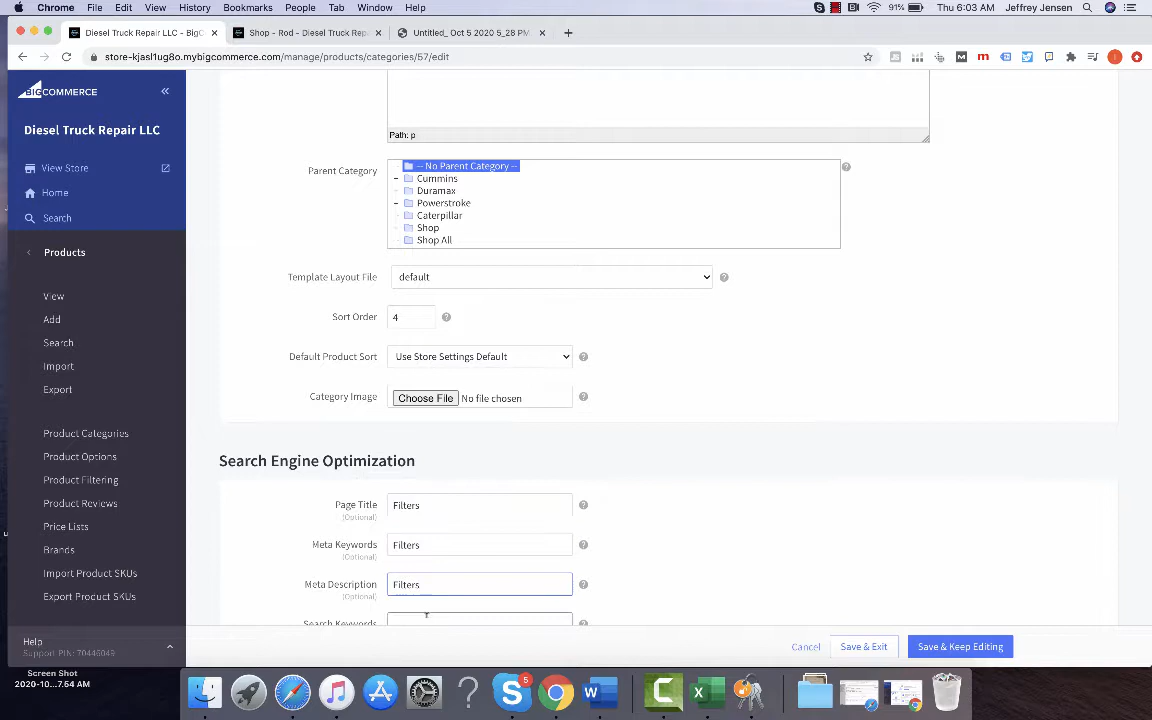 Chrome File Edit View History Bookmarks People Tab Window Help 91% Thu 6:03 AM Jeffrey Jensen
Diesel Truck Repair LLC - BigC Shop - Rod - Diesel Truck Rep Untitled_ Oct 5 2020 5_28 PM
store-kjasl1ug8o.mybigcommerce.com/manage/products/categories/57/edit
BIGCOMMERCE
Diesel Truck Repair LLC
View Store
Home
Search
Products
View
Add
Search
Import
Export
Product Categories
Product Options
Product Filtering
Product Reviews
Price Lists
Brands
Import Product SKUs
Export Product SKUs
Help
Support PIN: 70446049
Path: p
Parent Category
-- No Parent Category --
Cummins
Duramax
Powerstroke
Caterpillar
Shop
Shop All
Template Layout File default
Sort Order 4
Default Product Sort Use Store Settings Default
Category Image Choose File No file chosen
Search Engine Optimization
Page Title Filters
(Optional)
Meta Keywords Filters
(Optional)
Meta Description Filters
(Optional)
Search Keywords
Cancel Save & Exit Save & Keep Editing
Screen Shot
2020-10...7.54 AM
5